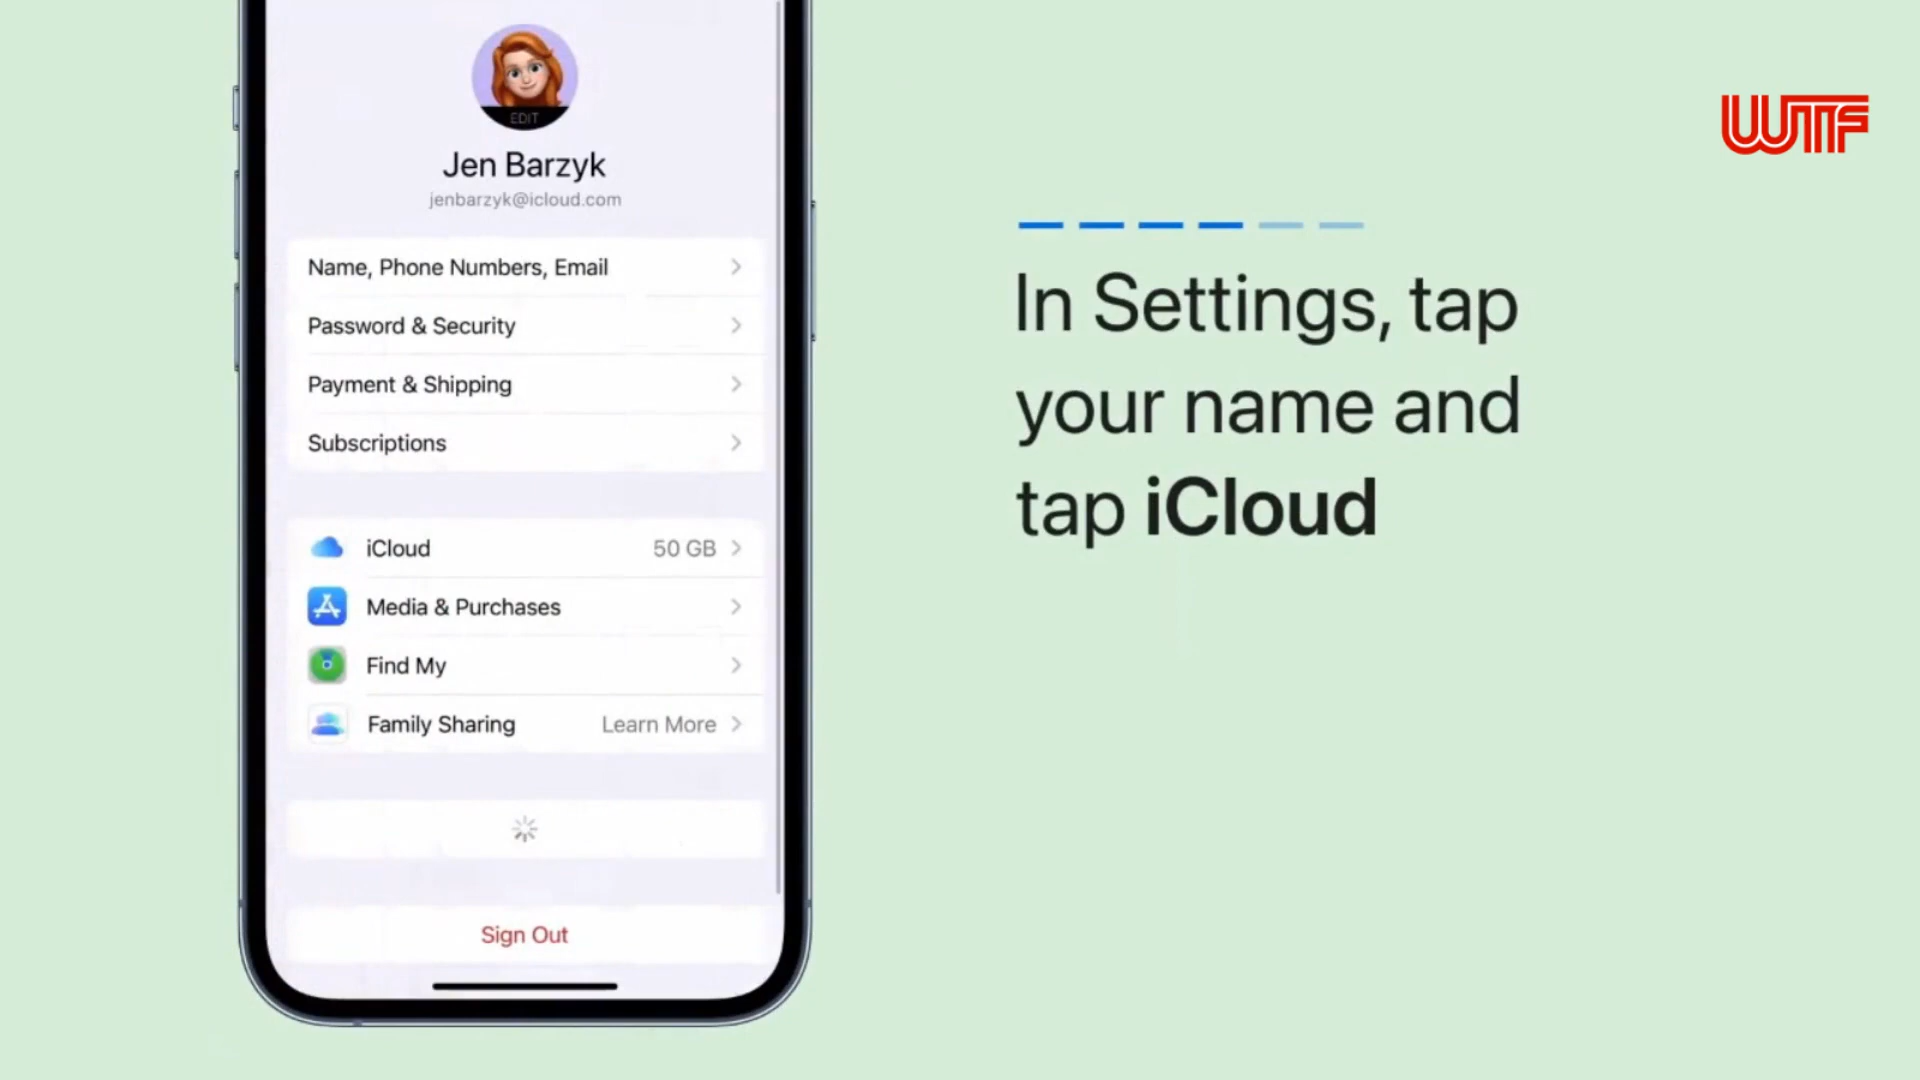 EDIT
Jen Barzyk
jenbarzyk@icloud.com
Name, Phone Numbers, Email
Password & Security
Payment & Shipping
Subscriptions
iCloud 50 GB
Media & Purchases
Find My
Family Sharing Learn More
Sign Out
WTF
In Settings, tap
your name and
tap iCloud